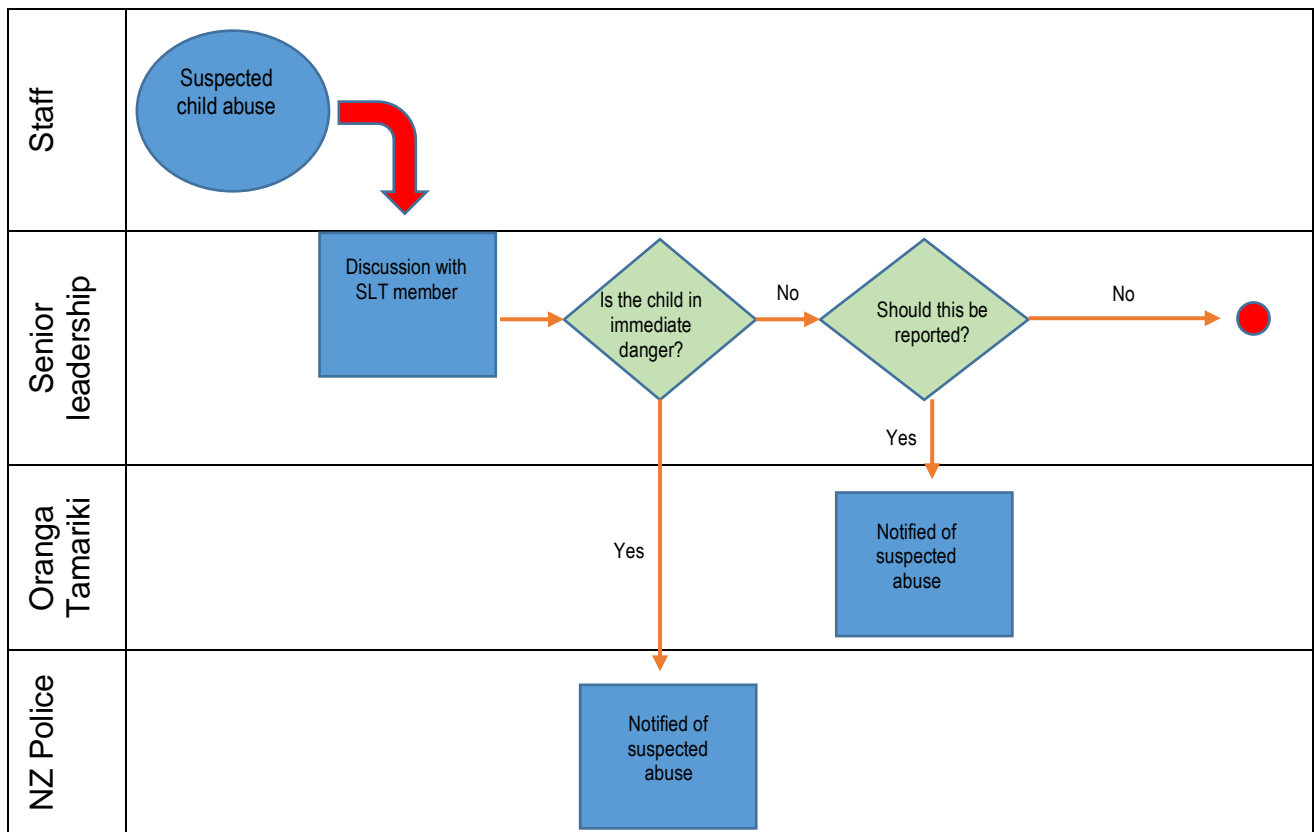 Staff
Suspected
child abuse
Senior
leadership
Discussion with
SLT member
Is the child in
immediate
danger?
No
Should this be
reported?
No
Yes
Oranga
Tamariki
Yes
Notified of
suspected
abuse
NZ Police
Notified of
suspected
abuse